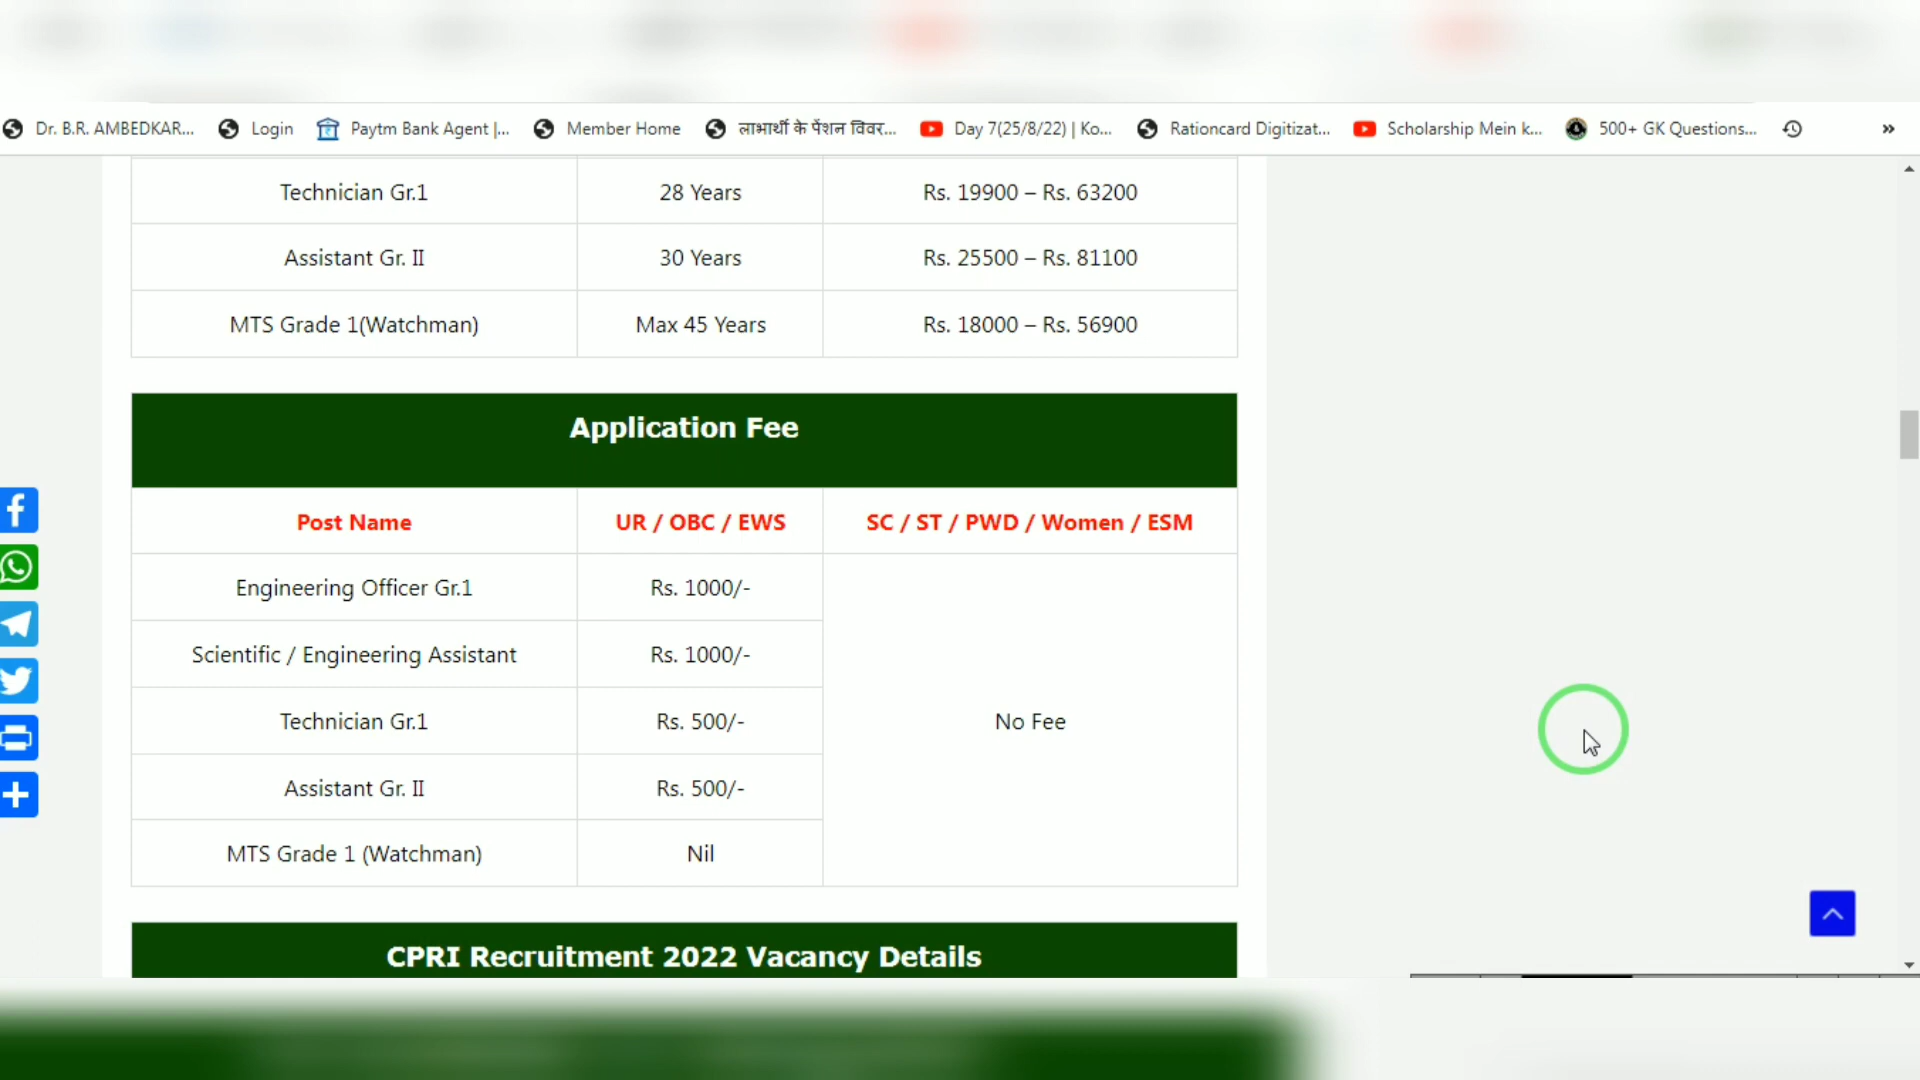 Dr. B.R. AMBEDKAR... Login Paytm Bank Agent |... Member Home लाभार्थी के पेंशन विवर... Day 7(25/8/22) | Ko... Rationcard Digitizat... Scholarship Mein k... 500+ GK Questions... »
Technician Gr.1 28 Years Rs. 19900 – Rs. 63200
Assistant Gr. II 30 Years Rs. 25500 – Rs. 81100
MTS Grade 1(Watchman) Max 45 Years Rs. 18000 – Rs. 56900
Application Fee
Post Name UR / OBC / EWS SC / ST / PWD / Women / ESM
Engineering Officer Gr.1 Rs. 1000/-
Scientific / Engineering Assistant Rs. 1000/-
Technician Gr.1 Rs. 500/- No Fee
Assistant Gr. II Rs. 500/-
MTS Grade 1 (Watchman) Nil
CPRI Recruitment 2022 Vacancy Details